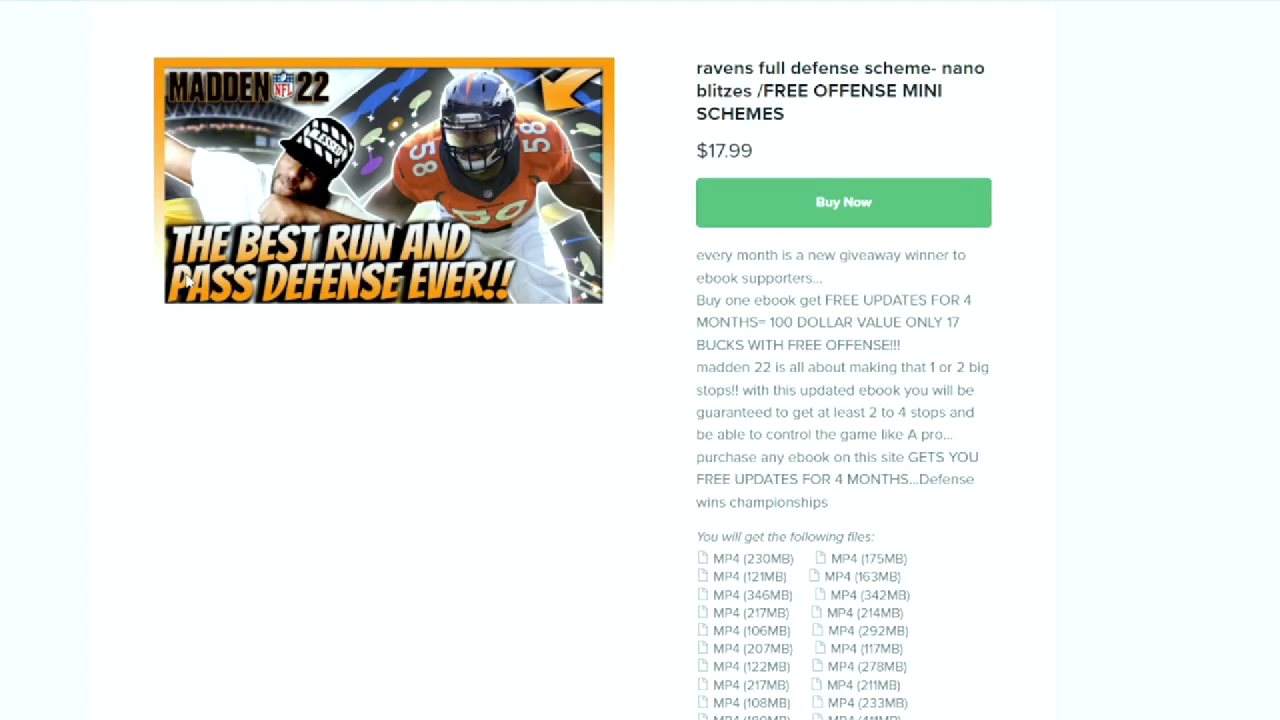 MADDEN NFL 22
BLESSED
58
58
THE BEST RUN AND
PASS DEFENSE EVER!!
ravens full defense scheme- nano
blitzes /FREE OFFENSE MINI
SCHEMES
$17.99
Buy Now
every month is a new giveaway winner to
ebook supporters...
Buy one ebook get FREE UPDATES FOR 4
MONTHS= 100 DOLLAR VALUE ONLY 17
BUCKS WITH FREE OFFENSE!!!
madden 22 is all about making that 1 or 2 big
stops!! with this updated ebook you will be
guaranteed to get at least 2 to 4 stops and
be able to control the game like A pro...
purchase any ebook on this site GETS YOU
FREE UPDATES FOR 4 MONTHS...Defense
wins championships
You will get the following files:
MP4 (230MB) MP4 (175MB)
MP4 (121MB) MP4 (163MB)
MP4 (346MB) MP4 (342MB)
MP4 (217MB) MP4 (214MB)
MP4 (106MB) MP4 (292MB)
MP4 (207MB) MP4 (117MB)
MP4 (122MB) MP4 (278MB)
MP4 (217MB) MP4 (211MB)
MP4 (108MB) MP4 (233MB)